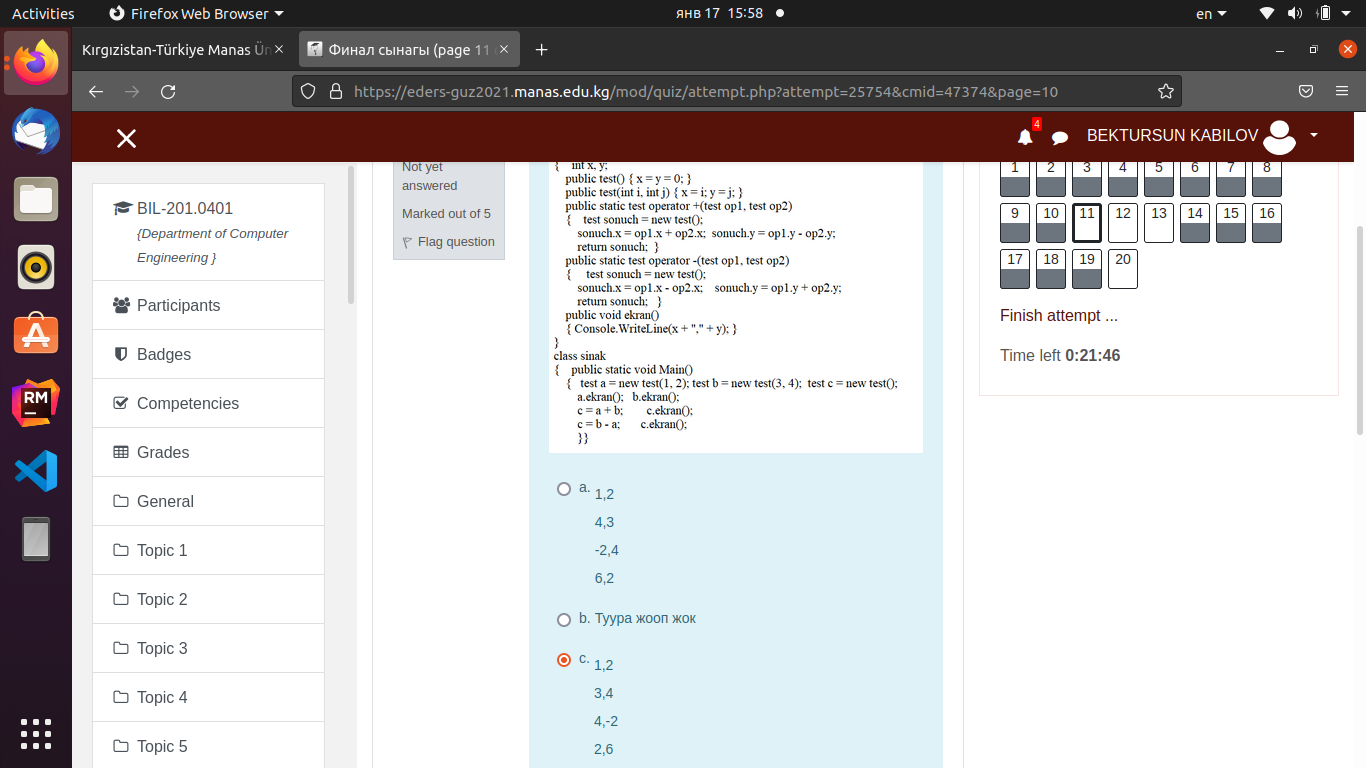 Activities
Firefox Web Browser
янв 17 15:58
en
Kırgızistan-Türkiye Manas Ün
Финал сынагы (page 11
https://eders-guz2021.manas.edu.kg/mod/quiz/attempt.php?attempt=25754&cmid=47374&page=10
4
BEKTURSUN KABILOV
BIL-201.0401
{Department of Computer
Engineering }
Participants
Badges
Competencies
Grades
General
Topic 1
Topic 2
Topic 3
Topic 4
Topic 5
Not yet
answered
Marked out of 5
Flag question
{ int x, y;
public test() { x = y = 0; }
public test(int i, int j) { x = i; y = j; }
public static test operator +(test op1, test op2)
{ test sonuch = new test();
sonuch.x = op1.x + op2.x; sonuch.y = op1.y - op2.y;
return sonuch; }
public static test operator -(test op1, test op2)
{ test sonuch = new test();
sonuch.x = op1.x - op2.x; sonuch.y = op1.y + op2.y;
return sonuch; }
public void ekran()
{ Console.WriteLine(x + "," + y); }
}
class sinak
{ public static void Main()
{ test a = new test(1, 2); test b = new test(3, 4); test c = new test();
a.ekran(); b.ekran();
c = a + b; c.ekran();
c = b - a; c.ekran();
}}
a. 1,2
4,3
-2,4
6,2
b. Туура жооп жок
c. 1,2
3,4
4,-2
2,6
1 2 3 4 5 6 7 8
9 10 11 12 13 14 15 16
17 18 19 20
Finish attempt ...
Time left 0:21:46
RM